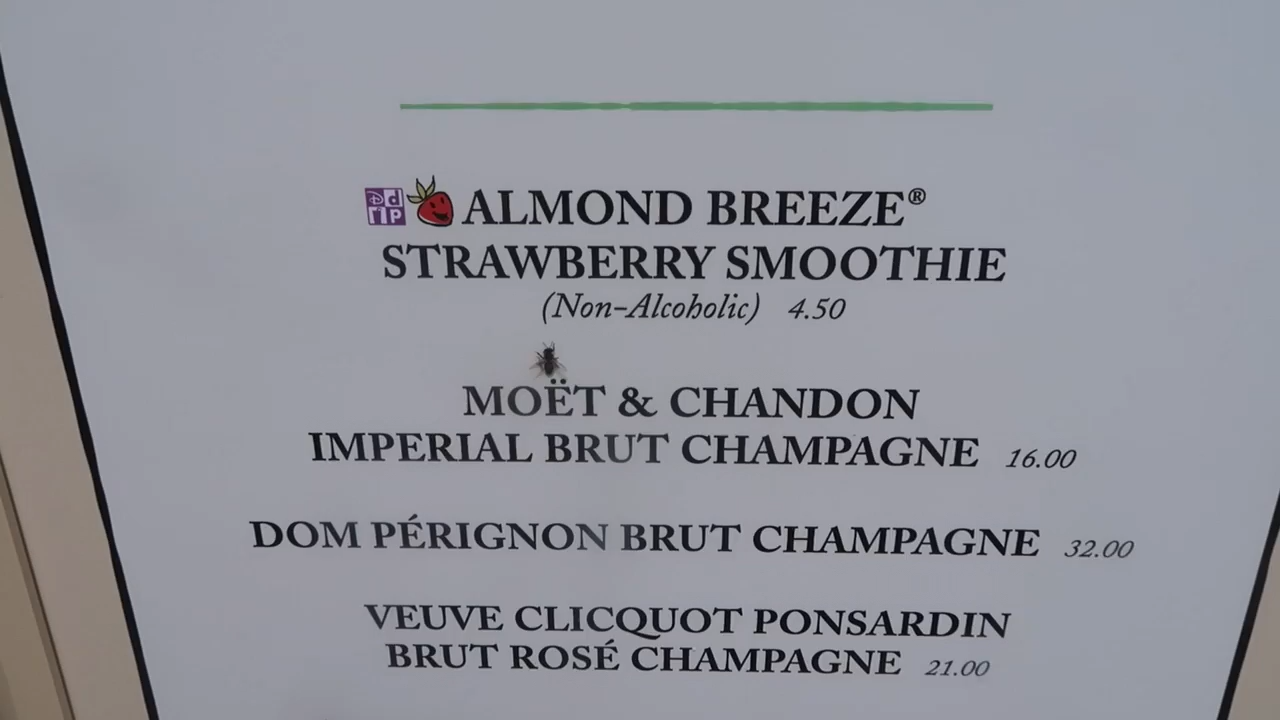 DDP
ALMOND BREEZE®
STRAWBERRY SMOOTHIE
(Non-Alcoholic) 4.50
MOËT & CHANDON
IMPERIAL BRUT CHAMPAGNE 16.00
DOM PÉRIGNON BRUT CHAMPAGNE 32.00
VEUVE CLICQUOT PONSARDIN
BRUT ROSÉ CHAMPAGNE 21.00